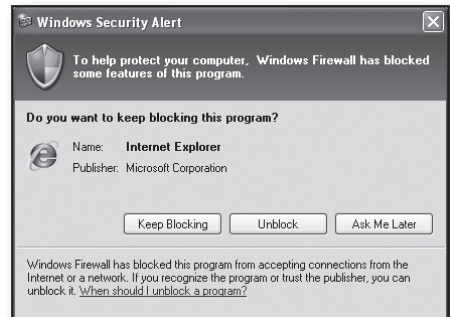 Windows Security Alert
To help protect your computer, Windows Firewall has blocked
some features of this program.
Do you want to keep blocking this program?
Name: Internet Explorer
Publisher: Microsoft Corporation
Keep Blocking Unblock Ask Me Later
Windows Firewall has blocked this program from accepting connections from the
Internet or a network. If you recognize the program or trust the publisher, you can
unblock it. When should I unblock a program?